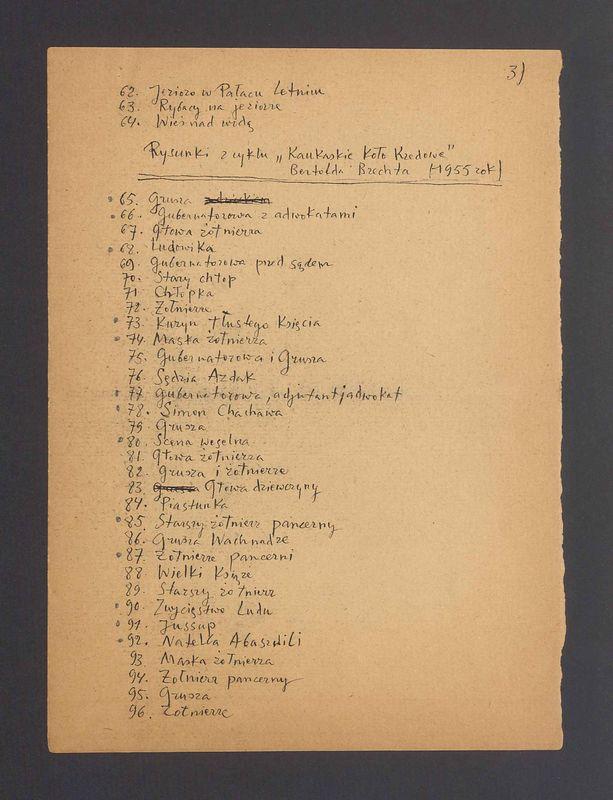 3)
62. Jezioro w Pałacu Letnim
63. Rybacy na jeziorze
64. Wieś nad wodą
Rysunki z cyklu „Kaukaskie Koło Kredowe"
Bertolda Brechta (1955 rok)
65. Grusza
66. Gubernatorowa z adwokatami
67. Głowa żołnierza
68. Ludowika
69. Gubernatorowa przed sądem
70. Stary chłop
71. Chłopka
72. Żołnierze
73. Kuzyn Tłustego Księcia
74. Maska żołnierza
75. Gubernatorowa i Grusza
76. Sędzia Azdak
77. Gubernatorowa, adjutant i adwokat
78. Simon Chachawa
79. Grusza
80. Scena weselna
81. Głowa żołnierza
82. Grusza i żołnierze
83. Głowa dziewczyny
84. Piastunka
85. Starszy żołnierz pancerny
86. Grusza Wachnadze
87. Żołnierze pancerni
88. Wielki Książe
89. Starszy żołnierz
90. Zwycięstwo Ludu
91. Jussup
92. Natella Abaszwili
93. Maska żołnierza
94. Żołnierz pancerny
95. Grusza
96. Żołnierze